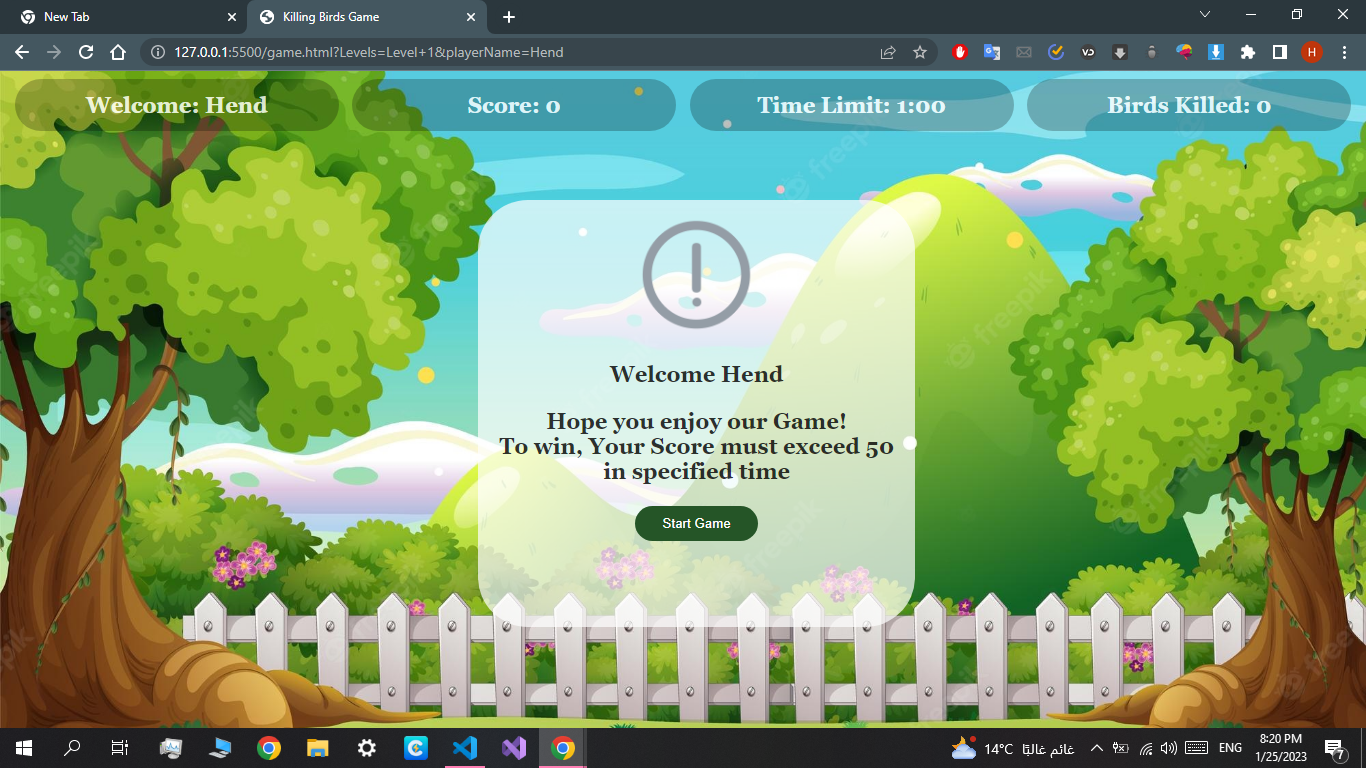 New Tab
Killing Birds Game
127.0.0.1:5500/game.html?Levels=Level+1&playerName=Hend
H
Welcome: Hend
Score: 0
Time Limit: 1:00
Birds Killed: 0
freepik
freepik
Welcome Hend
Hope you enjoy our Game!
To win, Your Score must exceed 50
in specified time
Start Game
14°C غائم غالبًا
ENG
8:20 PM
1/25/2023
7